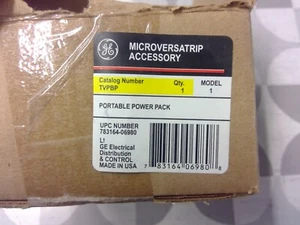 GE
MICROVERSATRIP
ACCESSORY
Catalog Number Qty. MODEL
TVPBP 1 1
PORTABLE POWER PACK
UPC NUMBER
783164-06980
L!
GE Electrical
Distribution
& CONTROL
MADE IN USA
7 83164 06980 8